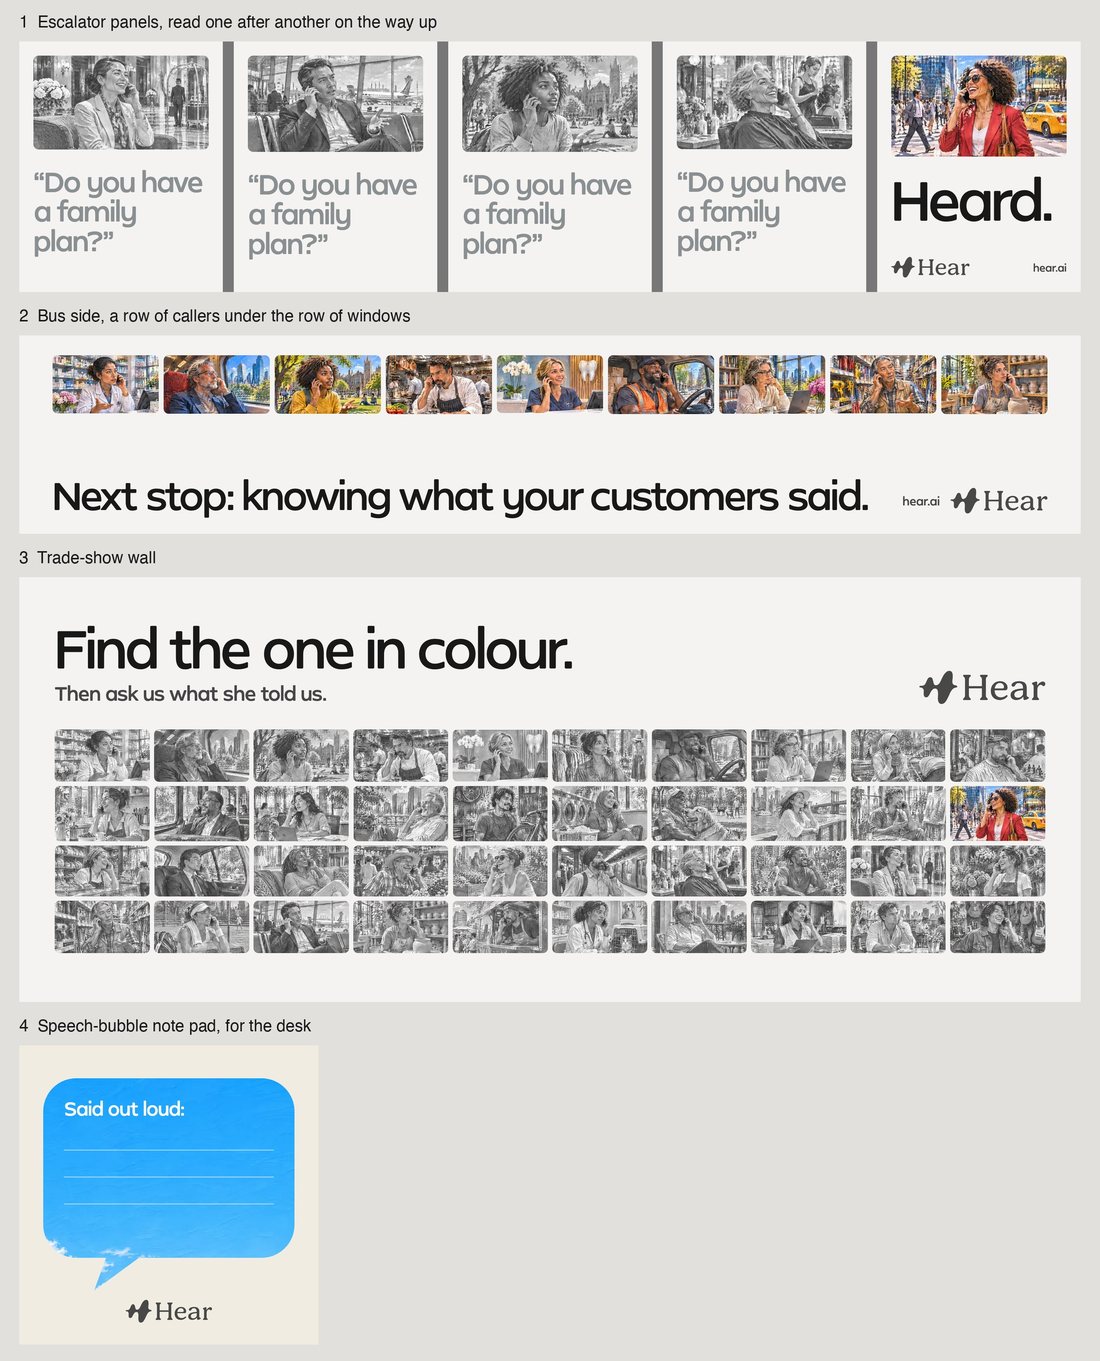 1 Escalator panels, read one after another on the way up
“Do you have
a family
plan?”
“Do you have
a family
plan?”
“Do you have
a family
plan?”
“Do you have
a family
plan?”
Heard.
Hear
hear.ai
2 Bus side, a row of callers under the row of windows
Next stop: knowing what your customers said.
hear.ai
Hear
3 Trade-show wall
Find the one in colour.
Then ask us what she told us.
Hear
4 Speech-bubble note pad, for the desk
Said out loud:
Hear